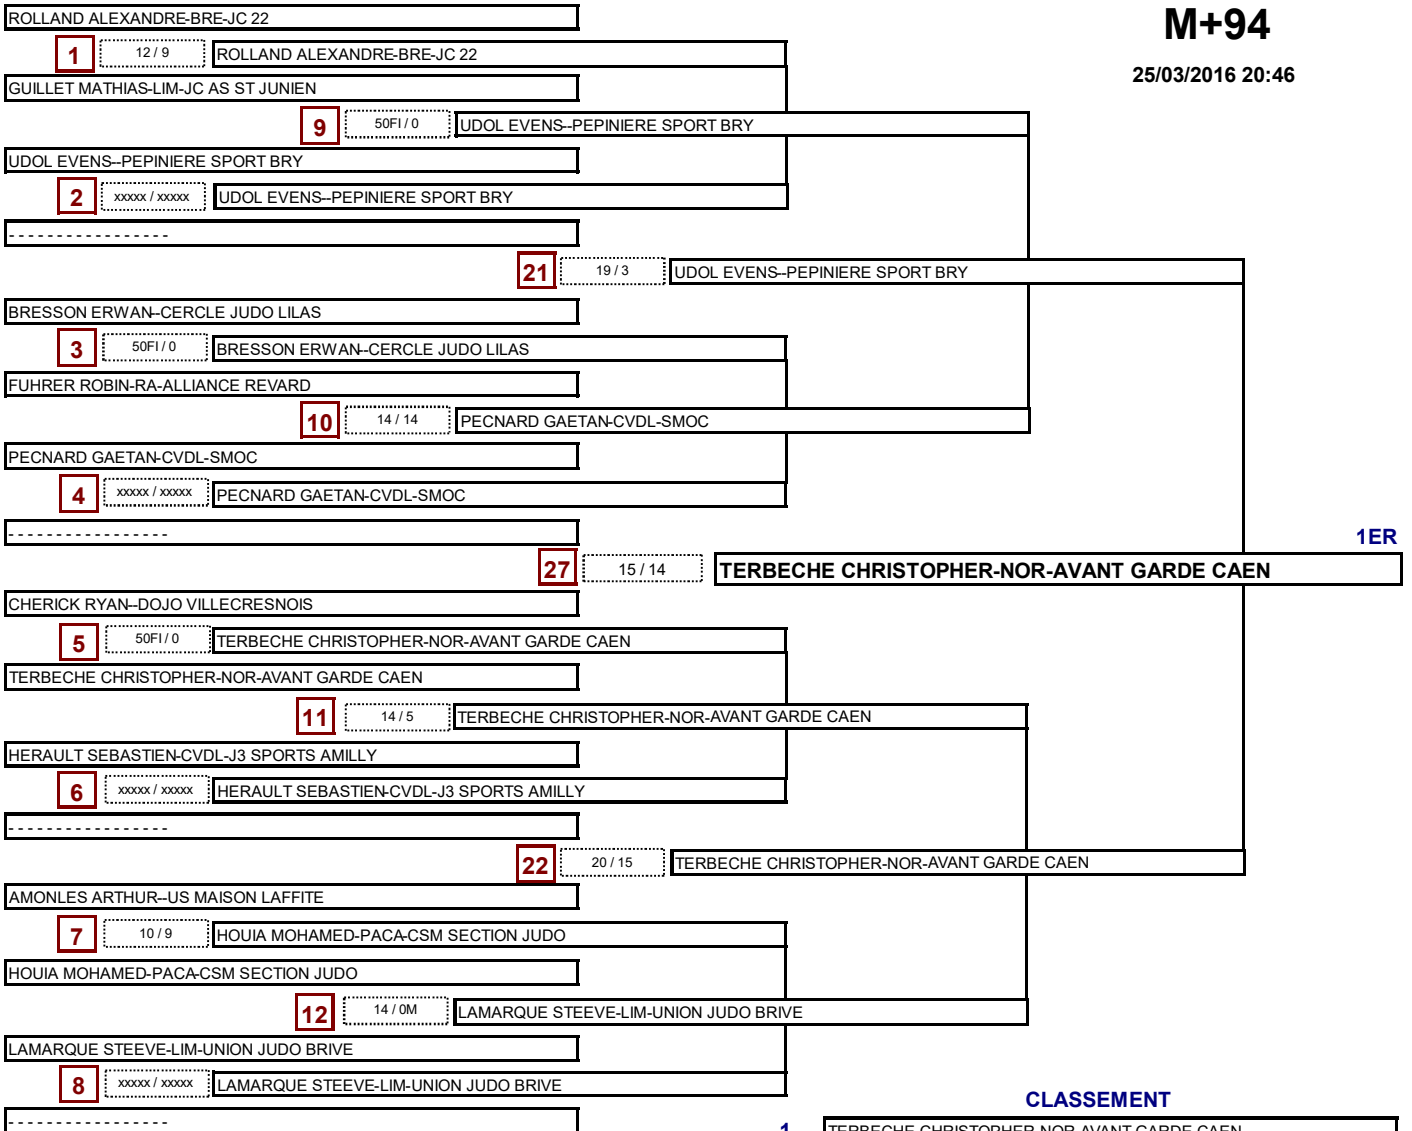 ROLLAND ALEXANDRE-BRE-JC 22
M+94
1 12 / 9 ROLLAND ALEXANDRE-BRE-JC 22
25/03/2016 20:46
GUILLET MATHIAS-LIM-JC AS ST JUNIEN
9 50FI / 0 UDOL EVENS--PEPINIERE SPORT BRY
UDOL EVENS--PEPINIERE SPORT BRY
2 xxxxx / xxxxx UDOL EVENS--PEPINIERE SPORT BRY
- - - - - - - - - - - - - - - - -
21 19 / 3 UDOL EVENS--PEPINIERE SPORT BRY
BRESSON ERWAN--CERCLE JUDO LILAS
3 50FI / 0 BRESSON ERWAN--CERCLE JUDO LILAS
FUHRER ROBIN-RA-ALLIANCE REVARD
10 14 / 14 PECNARD GAETAN-CVDL-SMOC
PECNARD GAETAN-CVDL-SMOC
4 xxxxx / xxxxx PECNARD GAETAN-CVDL-SMOC
- - - - - - - - - - - - - - - - -
1ER
27 15 / 14 TERBECHE CHRISTOPHER-NOR-AVANT GARDE CAEN
CHERICK RYAN--DOJO VILLECRESNOIS
5 50FI / 0 TERBECHE CHRISTOPHER-NOR-AVANT GARDE CAEN
TERBECHE CHRISTOPHER-NOR-AVANT GARDE CAEN
11 14 / 5 TERBECHE CHRISTOPHER-NOR-AVANT GARDE CAEN
HERAULT SEBASTIEN-CVDL-J3 SPORTS AMILLY
6 xxxxx / xxxxx HERAULT SEBASTIEN-CVDL-J3 SPORTS AMILLY
- - - - - - - - - - - - - - - - -
22 20 / 15 TERBECHE CHRISTOPHER-NOR-AVANT GARDE CAEN
AMONLES ARTHUR--US MAISON LAFFITE
7 10 / 9 HOUIA MOHAMED-PACA-CSM SECTION JUDO
HOUIA MOHAMED-PACA-CSM SECTION JUDO
12 14 / 0M LAMARQUE STEEVE-LIM-UNION JUDO BRIVE
LAMARQUE STEEVE-LIM-UNION JUDO BRIVE
8 xxxxx / xxxxx LAMARQUE STEEVE-LIM-UNION JUDO BRIVE
CLASSEMENT
- - - - - - - - - - - - - - - - -
1 TERBECHE CHRISTOPHER-NOR-AVANT GARDE CAEN